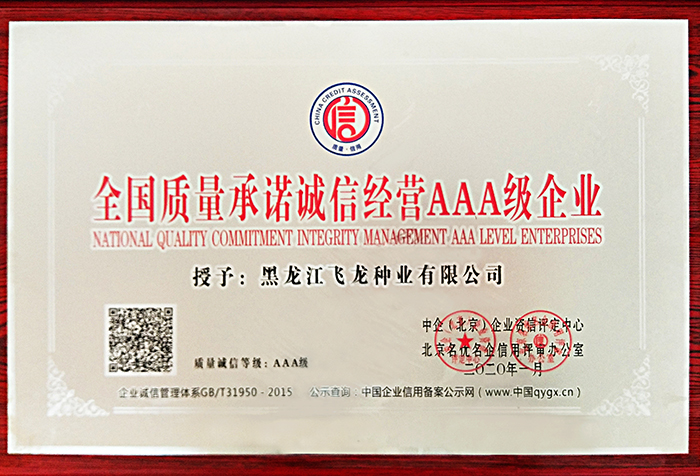 CHINA CREDIT ASSESSMENT
信
质量·信用
全国质量承诺诚信经营AAA级企业
NATIONAL QUALITY COMMITMENT INTEGRITY MANAGEMENT AAA LEVEL ENTERPRISES
授予：黑龙江飞龙种业有限公司
中企（北京）企业资信评定中心
北京名优名企信用评审办公室
二〇二〇年一月
质量诚信等级：AAA级
企业诚信管理体系GB/T31950 - 2015 公示查询：中国企业信用备案公示网（www.中国qygx.cn）